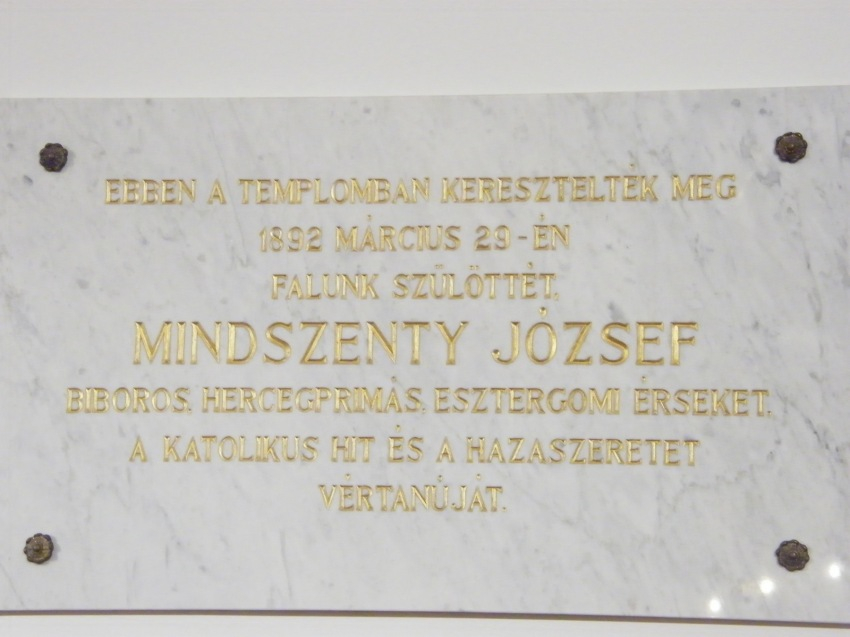 EBBEN A TEMPLOMBAN KERESZTELTÉK MEG
1892 MÁRCIUS 29-ÉN
FALUNK SZÜLÖTTÉT,
MINDSZENTY JÓZSEF
BIBOROS, HERCEGPRIMÁS, ESZTERGOMI ÉRSEKET,
A KATOLIKUS HIT ÉS A HAZASZERETET
VÉRTANÚJÁT.